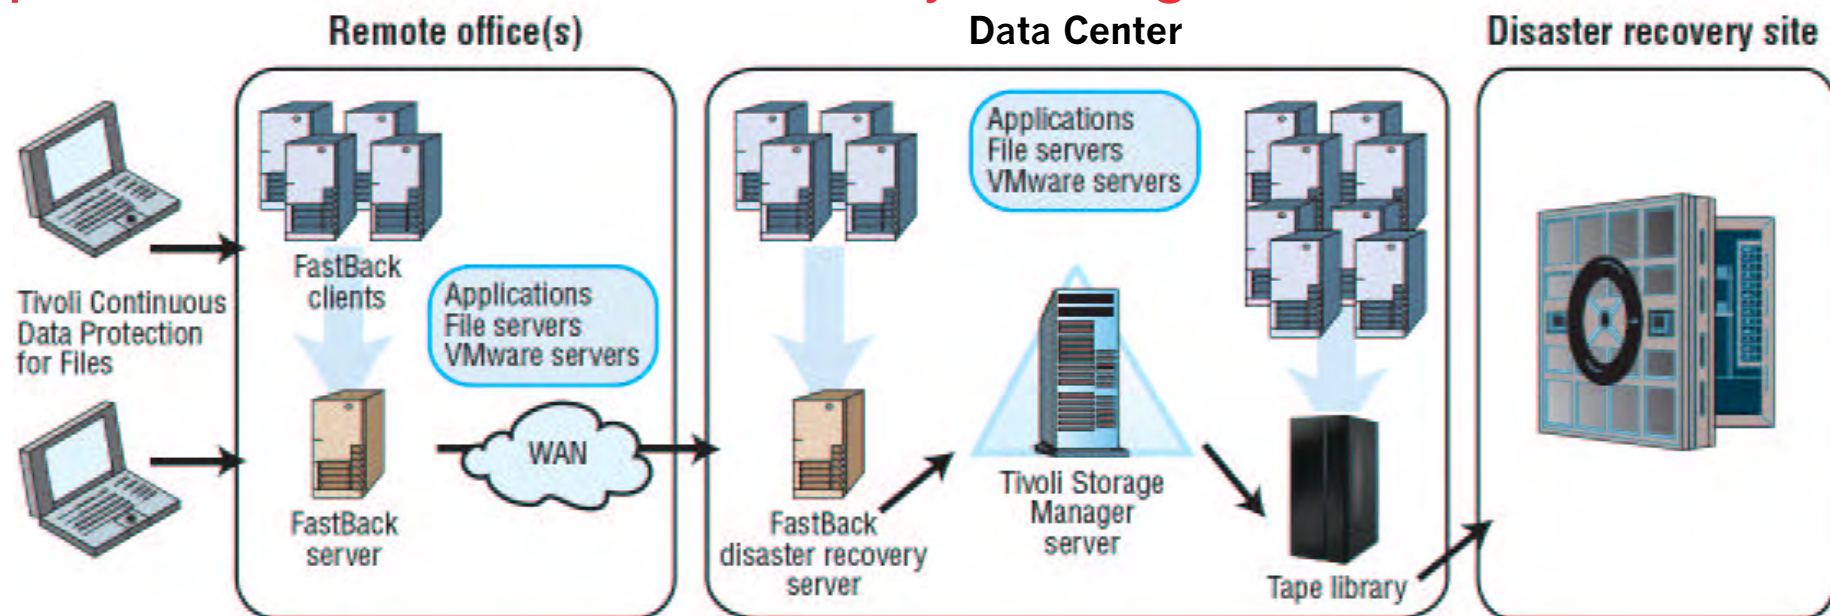 Remote office(s)
Data Center
Disaster recovery site
Tivoli Continuous
Data Protection
for Files
FastBack
clients
Applications
File servers
VMware servers
FastBack
server
WAN
Applications
File servers
VMware servers
FastBack
disaster recovery
server
Tivoli Storage
Manager
server
Tape library